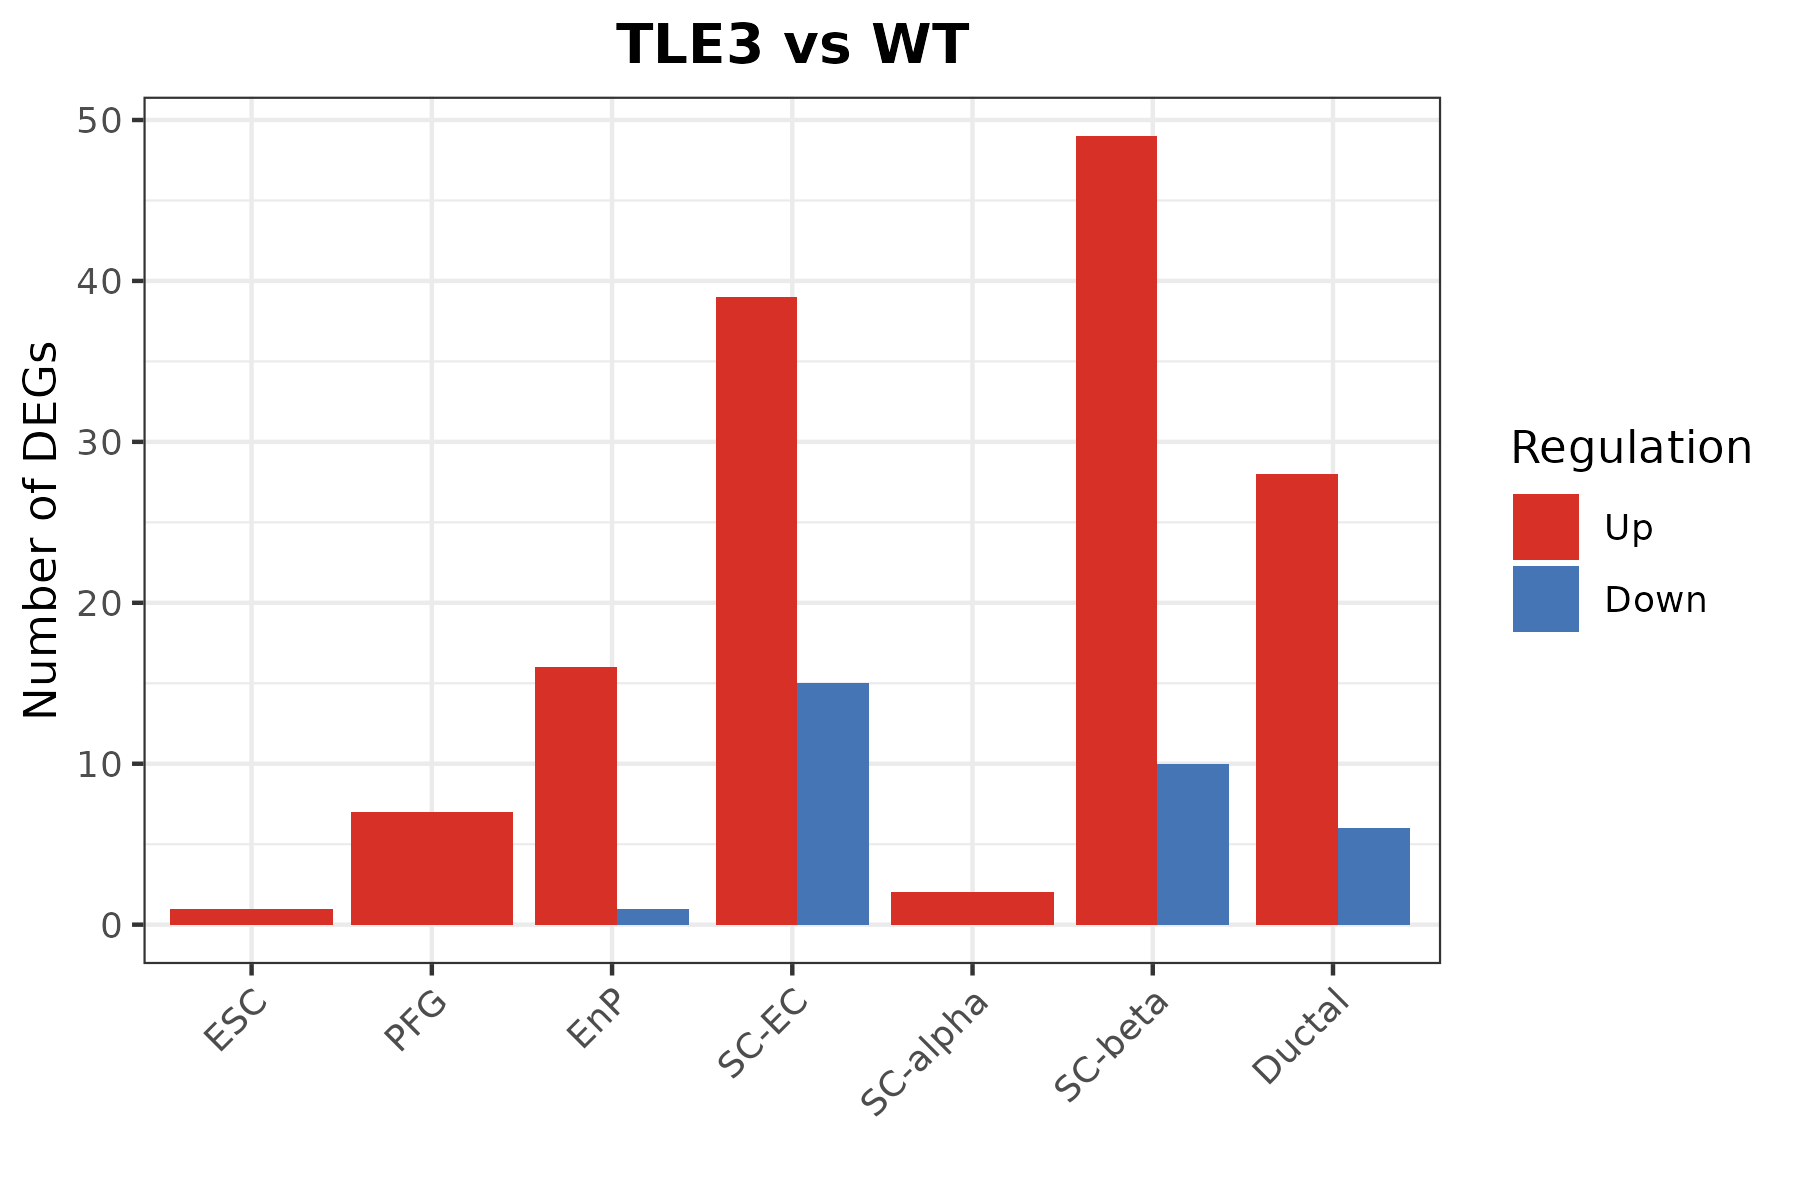 TLE3 vs WT
Number of DEGs
50
40
30
20
10
0
ESC
PFG
EnP
SC-EC
SC-alpha
SC-beta
Ductal
Regulation
Up
Down